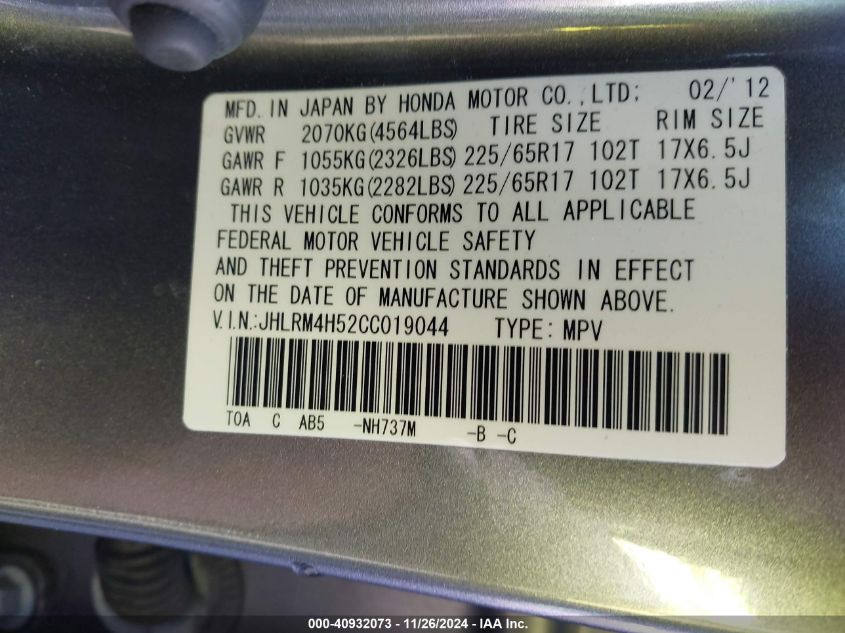 MFD. IN JAPAN BY HONDA MOTOR CO.,LTD; 02/'12
GVWR 2070KG(4564LBS) TIRE SIZE RIM SIZE
GAWR F 1055KG(2326LBS) 225/65R17 102T 17X6.5J
GAWR R 1035KG(2282LBS) 225/65R17 102T 17X6.5J
THIS VEHICLE CONFORMS TO ALL APPLICABLE
FEDERAL MOTOR VEHICLE SAFETY
AND THEFT PREVENTION STANDARDS IN EFFECT
ON THE DATE OF MANUFACTURE SHOWN ABOVE.
V.I.N.:JHLRM4H52CC019044 TYPE: MPV
TOA C AB5 -NH737M -B -C
000-40932073 - 11/26/2024 - IAA Inc.